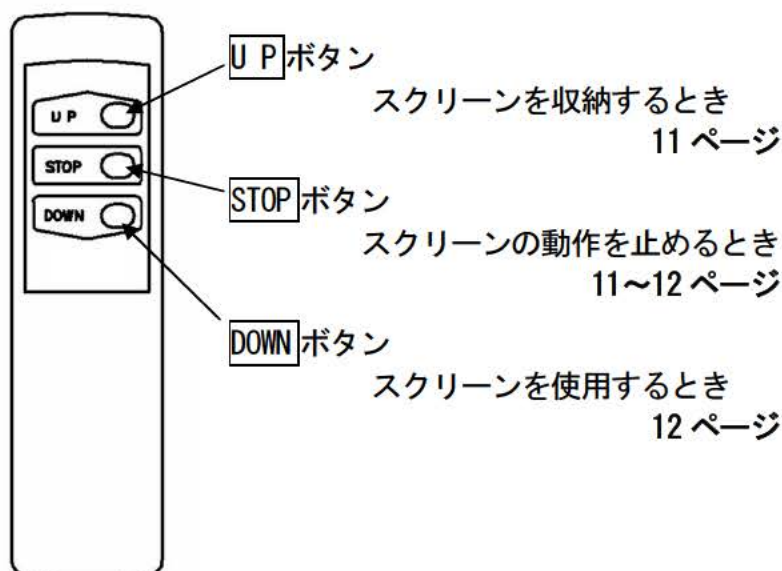 UP
STOP
DOWN
UPボタン
スクリーンを収納するとき
11 ページ
STOPボタン
スクリーンの動作を止めるとき
11～12 ページ
DOWNボタン
スクリーンを使用するとき
12 ページ